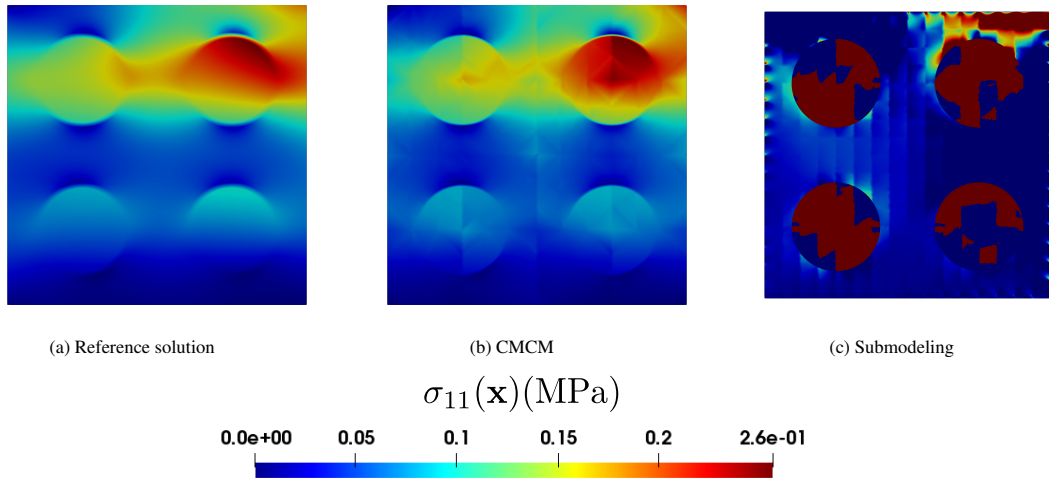 (a) Reference solution (b) CMCM (c) Submodeling
σ₁₁(𝐱)(MPa)
0.0e+00 0.05 0.1 0.15 0.2 2.6e-01